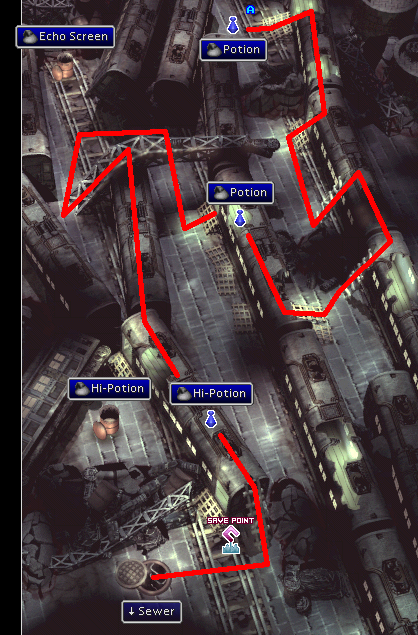 A
Echo Screen
Potion
Potion
Hi-Potion
Hi-Potion
SAVE POINT
↓ Sewer